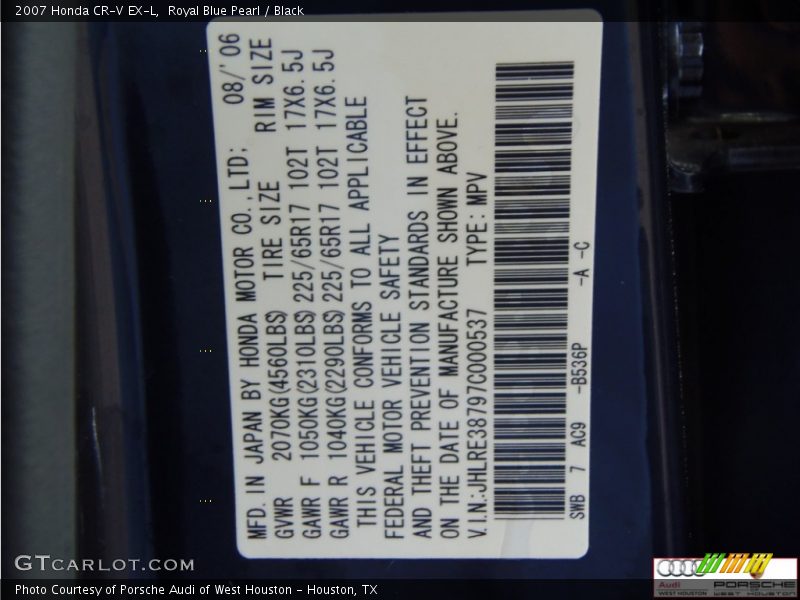 2007 Honda CR-V EX-L,  Royal Blue Pearl / Black
MFD. IN JAPAN BY HONDA MOTOR CO., LTD; 08/'06
GVWR 2070KG(4560LBS) TIRE SIZE RIM SIZE
GAWR F 1050KG(2310LBS) 225/65R17 102T 17X6.5J
GAWR R 1040KG(2290LBS) 225/65R17 102T 17X6.5J
THIS VEHICLE CONFORMS TO ALL APPLICABLE
FEDERAL MOTOR VEHICLE SAFETY
AND THEFT PREVENTION STANDARDS IN EFFECT
ON THE DATE OF MANUFACTURE SHOWN ABOVE.
V.I.N.:JHLRE38797C000537 TYPE: MPV
SWB 7 AC9 -B536P -A -C
GTcarlot.com
Audi PORSCHE
WEST HOUSTON WEST HOUSTON
Photo Courtesy of Porsche Audi of West Houston - Houston, TX